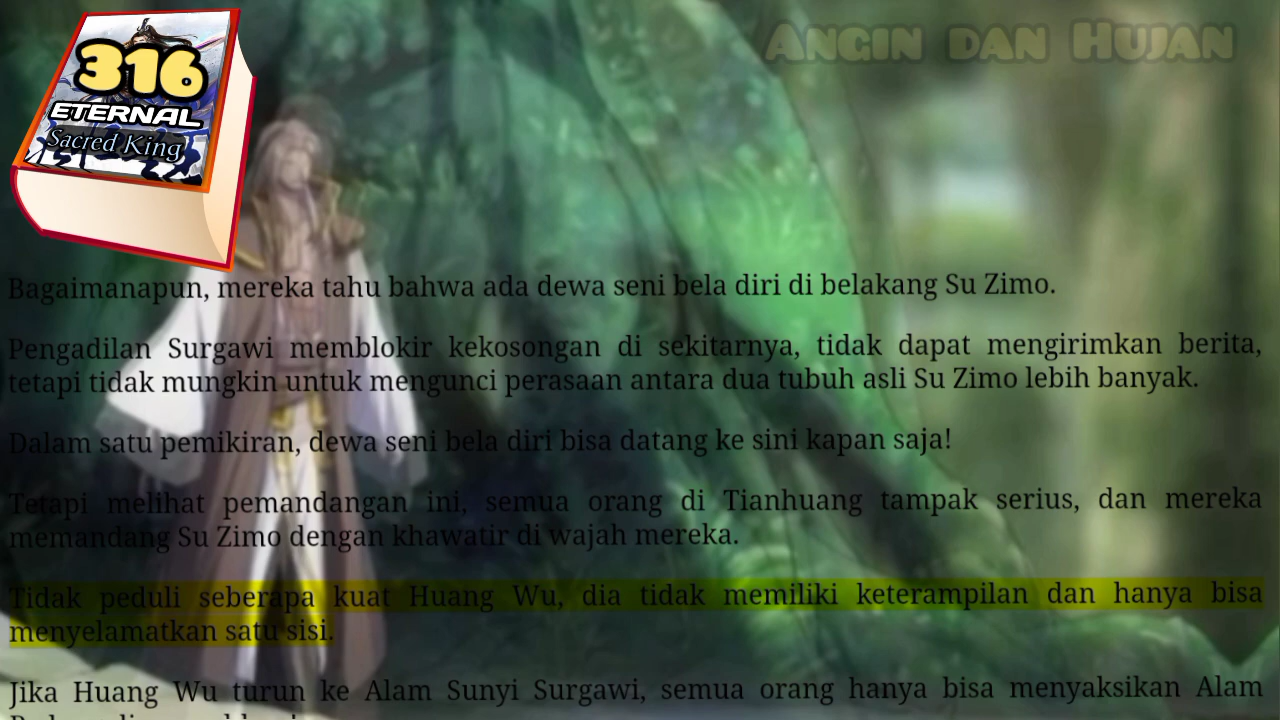 316
ETERNAL
Sacred King
Angin dan Hujan
Bagaimanapun, mereka tahu bahwa ada dewa seni bela diri di belakang Su Zimo.
Pengadilan Surgawi memblokir kekosongan di sekitarnya, tidak dapat mengirimkan berita,
tetapi tidak mungkin untuk mengunci perasaan antara dua tubuh asli Su Zimo lebih banyak.
Dalam satu pemikiran, dewa seni bela diri bisa datang ke sini kapan saja!
Tetapi melihat pemandangan ini, semua orang di Tianhuang tampak serius, dan mereka
memandang Su Zimo dengan khawatir di wajah mereka.
Tidak peduli seberapa kuat Huang Wu, dia tidak memiliki keterampilan dan hanya bisa
menyelamatkan satu sisi.
Jika Huang Wu turun ke Alam Sunyi Surgawi, semua orang hanya bisa menyaksikan Alam